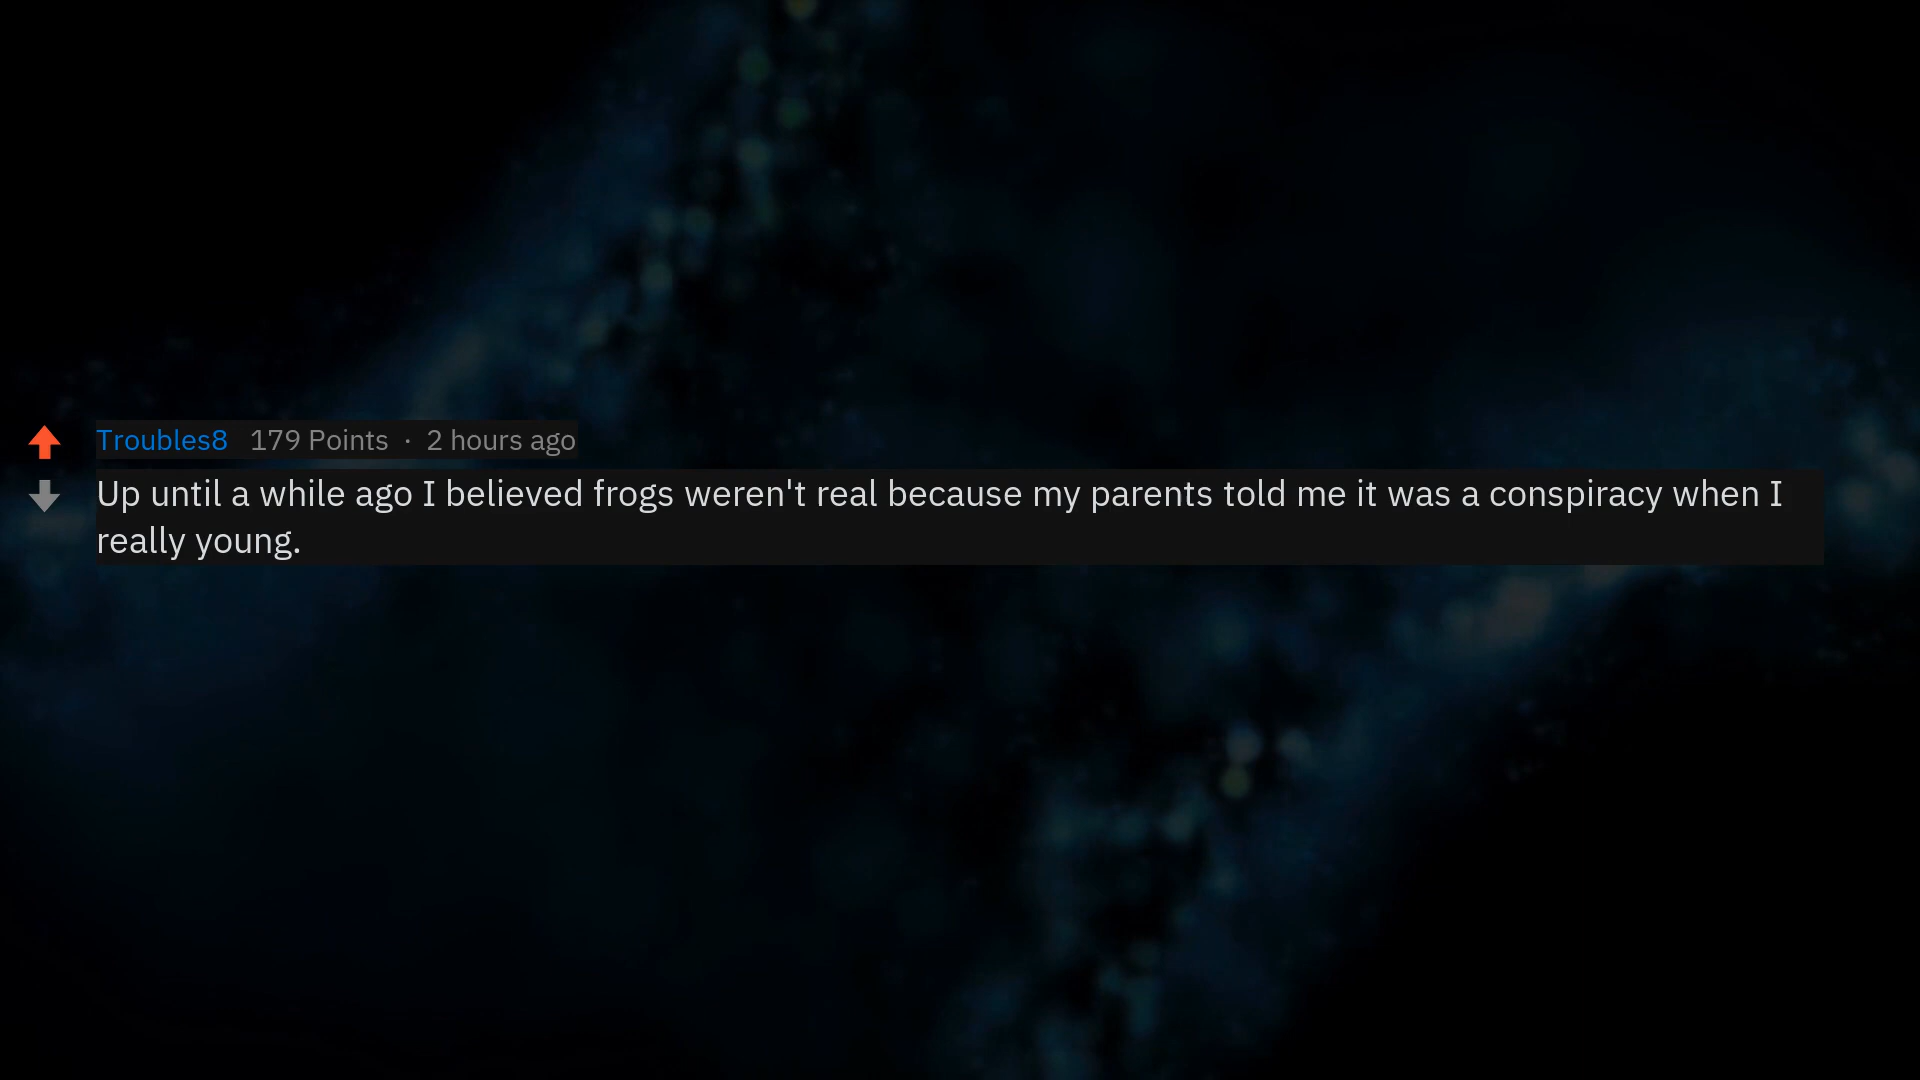 Troubles8 179 Points · 2 hours ago
Up until a while ago I believed frogs weren't real because my parents told me it was a conspiracy when I
really young.